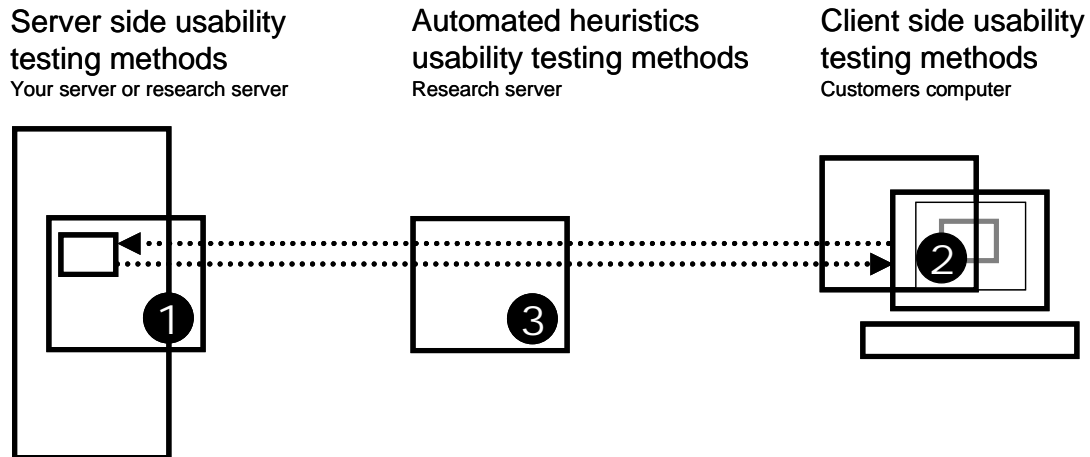 Server side usability
testing methods
Your server or research server
Automated heuristics
usability testing methods
Research server
Client side usability
testing methods
Customers computer
1
3
2